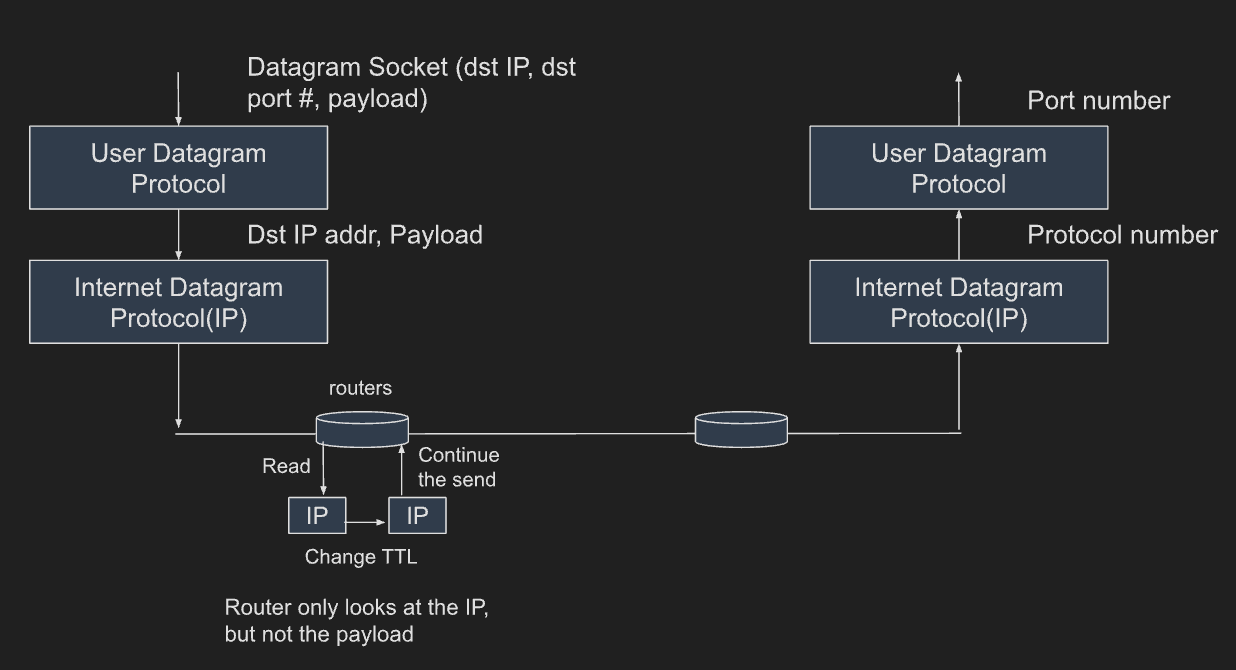 Datagram Socket (dst IP, dst
port #, payload)
User Datagram
Protocol
Dst IP addr, Payload
Internet Datagram
Protocol(IP)
Port number
User Datagram
Protocol
Protocol number
Internet Datagram
Protocol(IP)
routers
Read
Continue
the send
IP
IP
Change TTL
Router only looks at the IP,
but not the payload